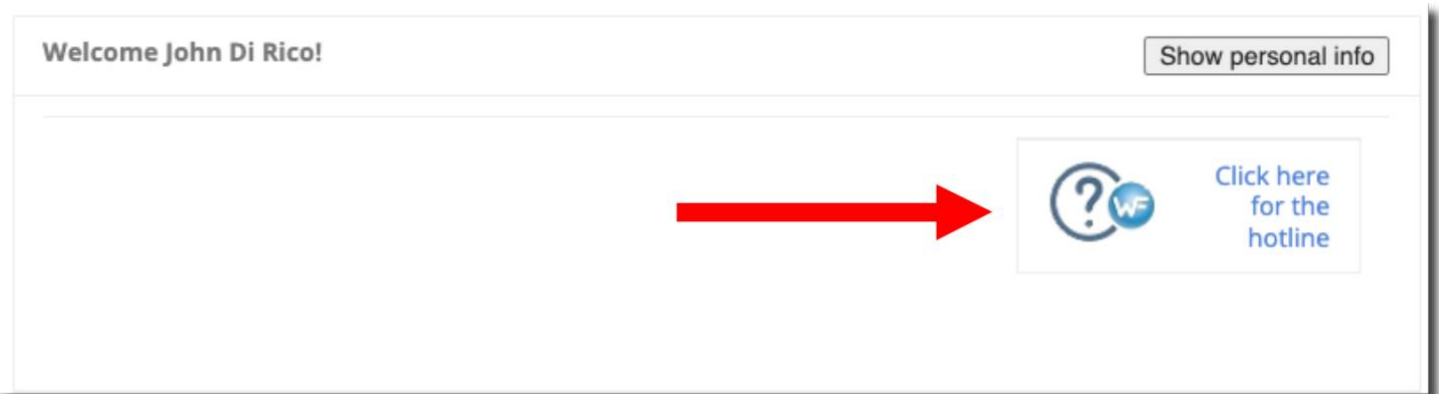 Welcome John Di Rico!
Show personal info
?
WF
Click here
for the
hotline